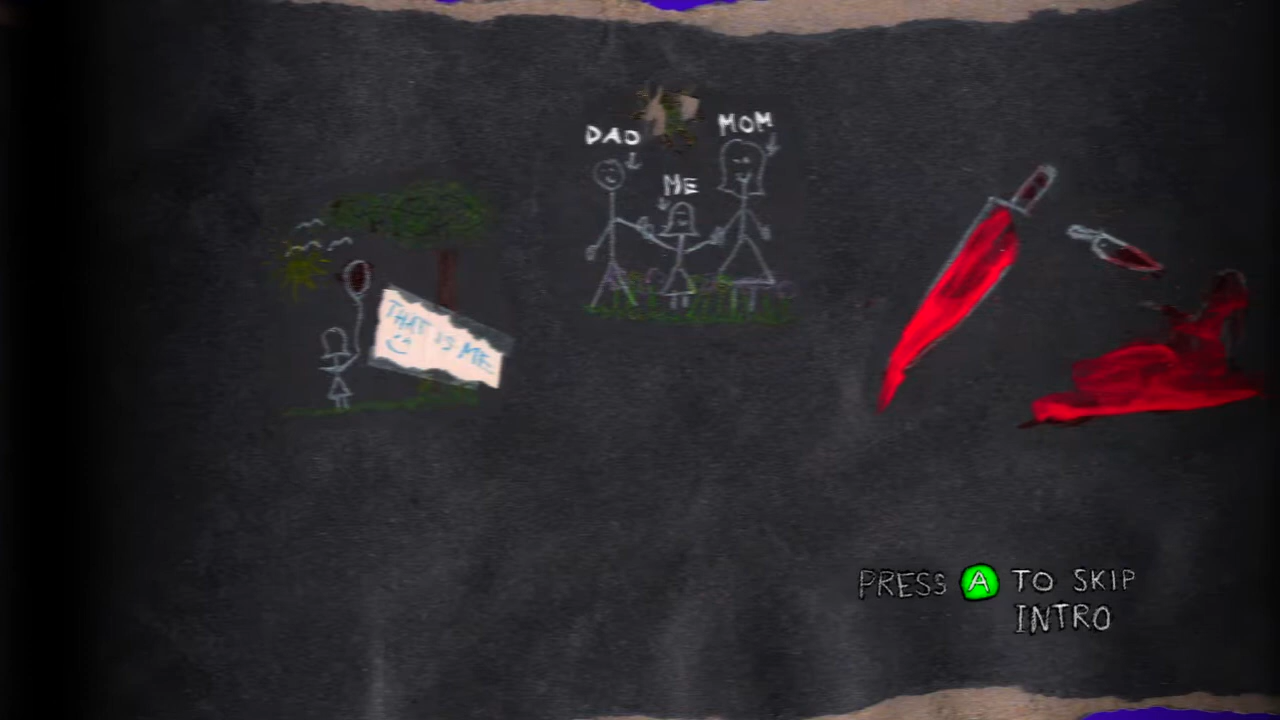 DAD
MOM
ME
THAT IS ME
PRESS A TO SKIP
INTRO